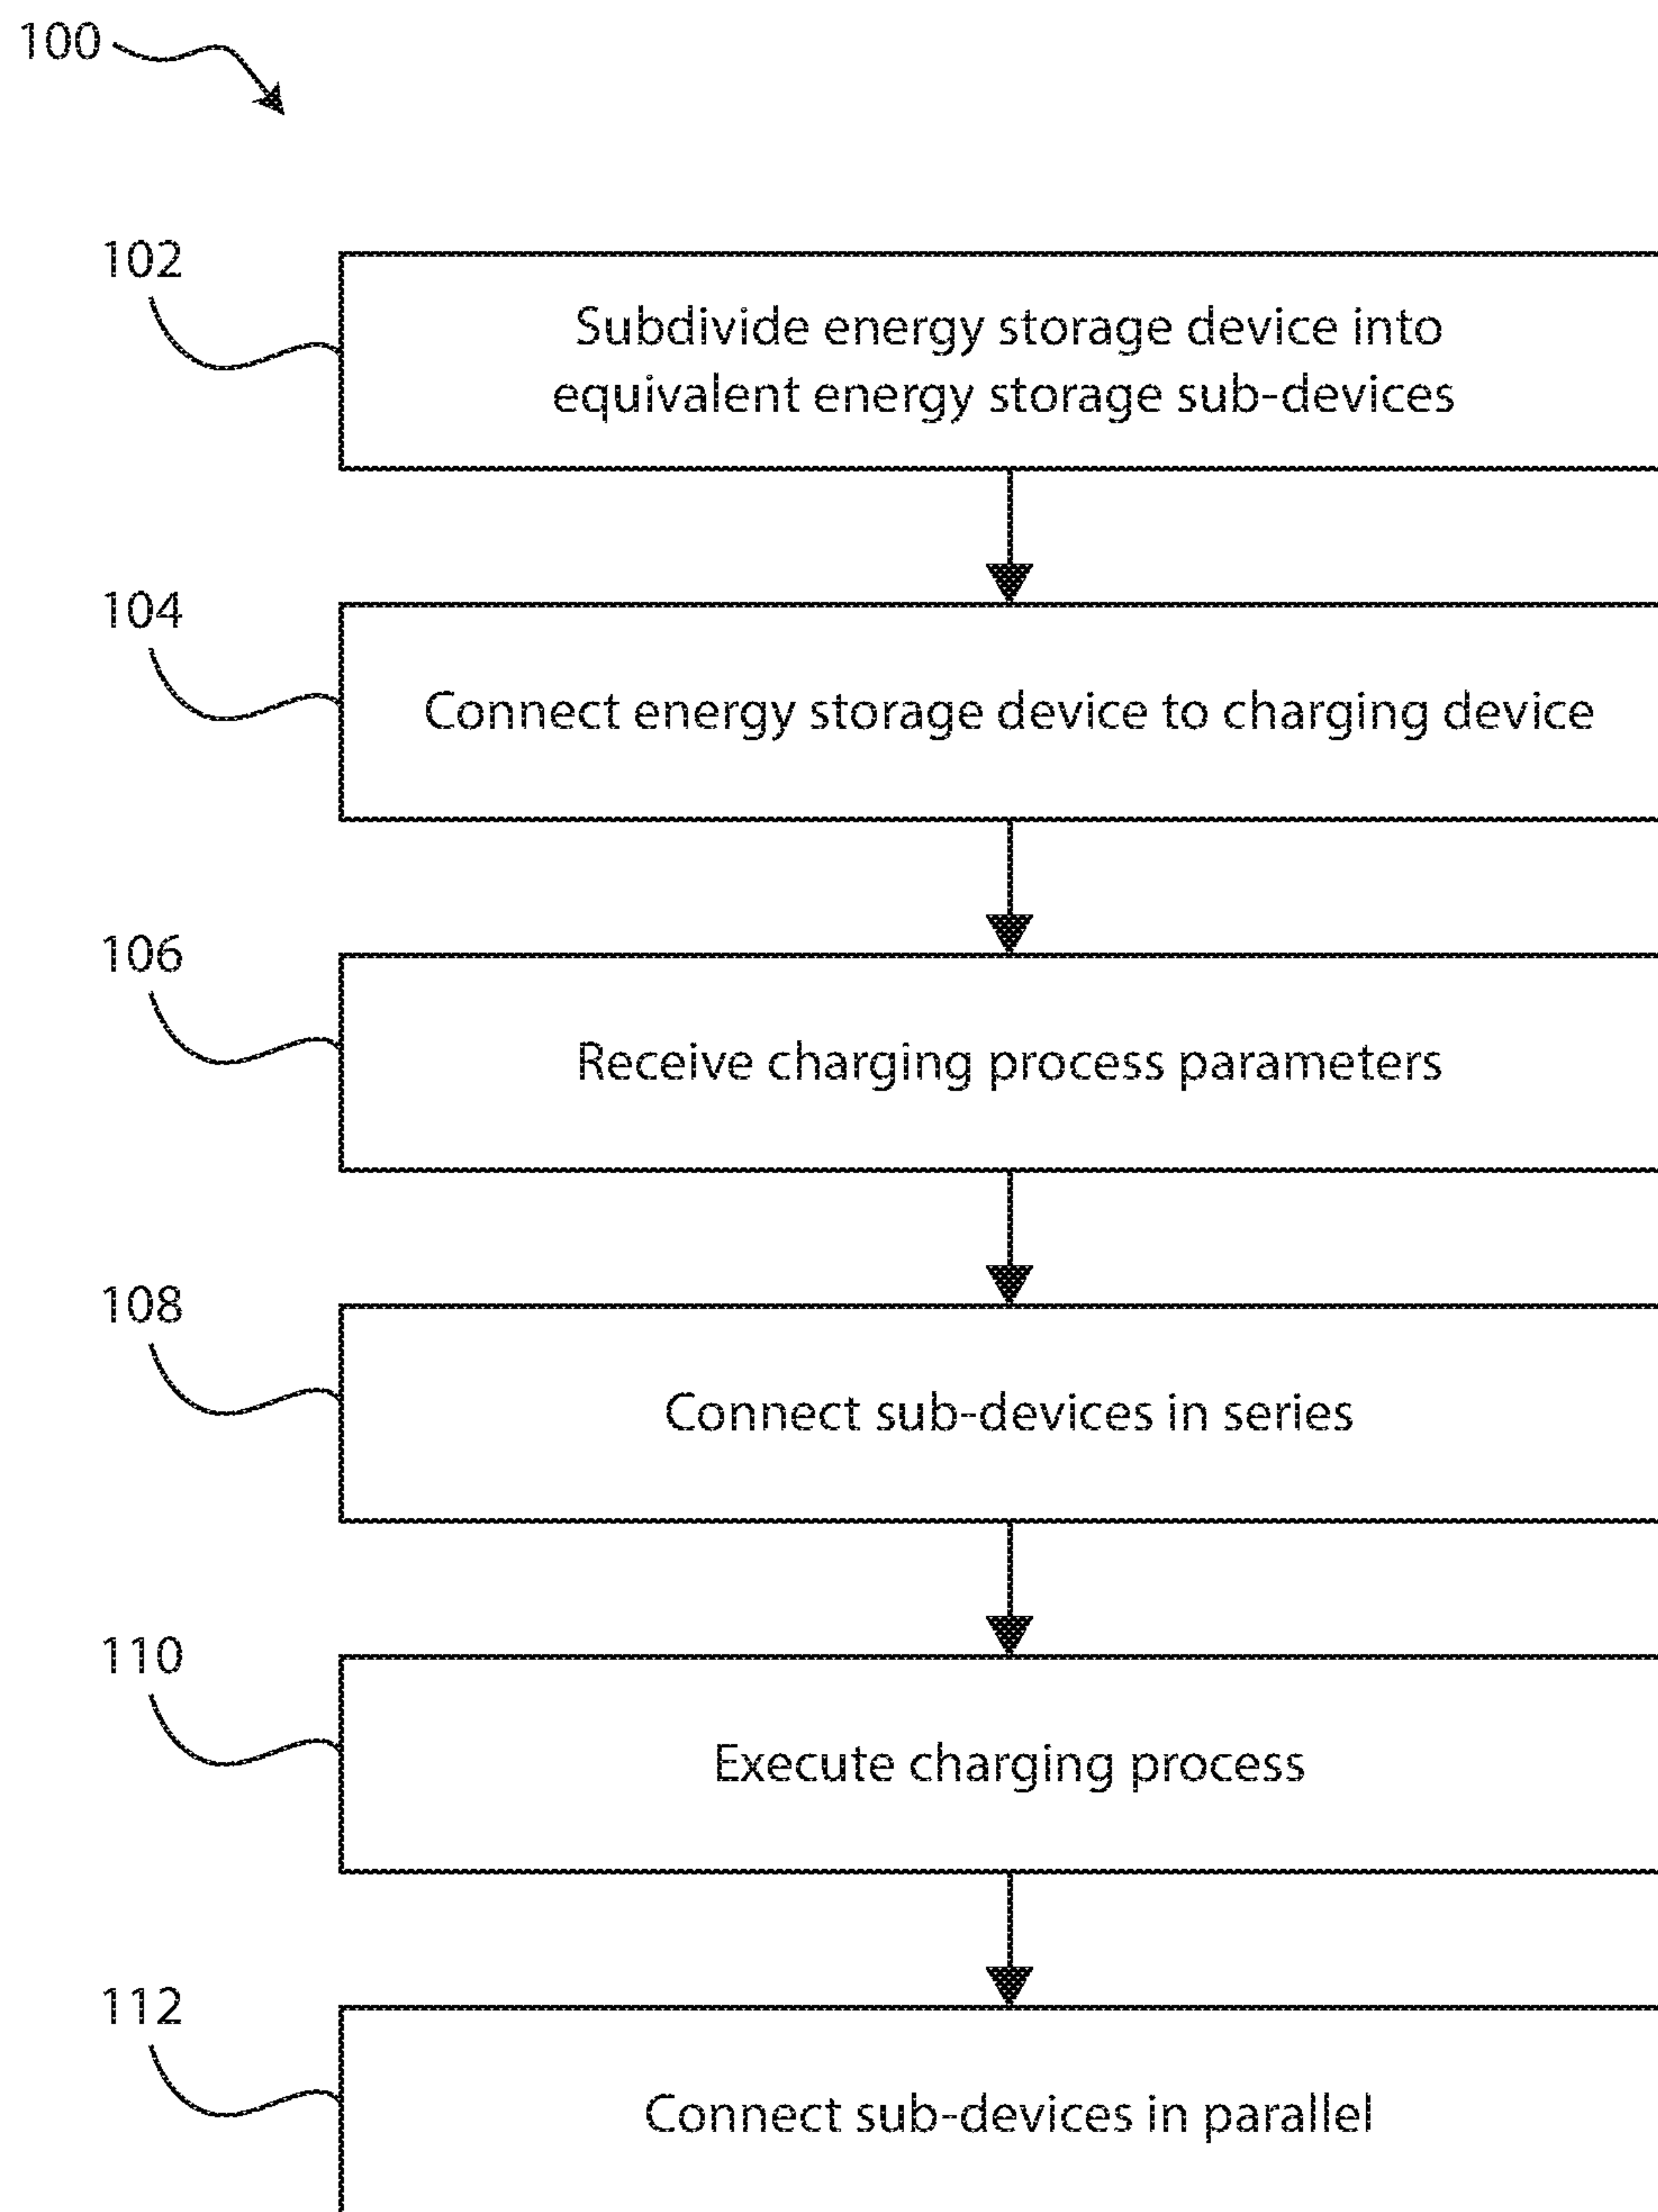 100
102
Subdivide energy storage device into
equivalent energy storage sub-devices
104
Connect energy storage device to charging device
106
Receive charging process parameters
108
Connect sub-devices in series
110
Execute charging process
112
Connect sub-devices in parallel